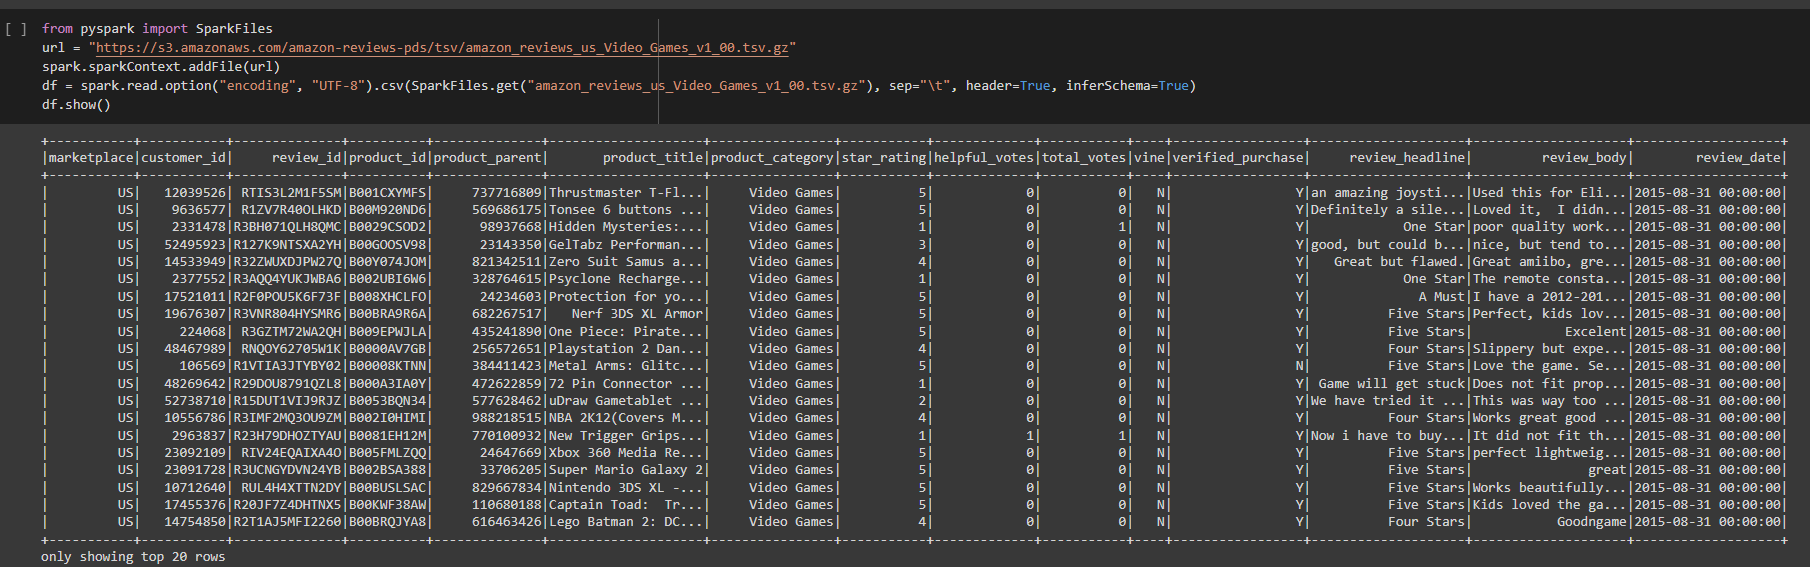 [ ] from pyspark import SparkFiles
url = "https://s3.amazonaws.com/amazon-reviews-pds/tsv/amazon_reviews_us_Video_Games_v1_00.tsv.gz"
spark.sparkContext.addFile(url)
df = spark.read.option("encoding", "UTF-8").csv(SparkFiles.get("amazon_reviews_us_Video_Games_v1_00.tsv.gz"), sep="\t", header=True, inferSchema=True)
df.show()
+-----------+-----------+--------------+----------+--------------+--------------------+----------------+-----------+-------------+-----------+----+-----------------+--------------------+--------------------+-------------------+
|marketplace|customer_id|     review_id|product_id|product_parent|       product_title|product_category|star_rating|helpful_votes|total_votes|vine|verified_purchase|     review_headline|         review_body|        review_date|
+-----------+-----------+--------------+----------+--------------+--------------------+----------------+-----------+-------------+-----------+----+-----------------+--------------------+--------------------+-------------------+
|         US|   12039526| RTIS3L2M1F5SM|B001CXYMFS|     737716809|Thrustmaster T-Fl...|     Video Games|          5|            0|          0|   N|                Y|an amazing joysti...|Used this for Eli...|2015-08-31 00:00:00|
|         US|    9636577| R1ZV7R40OLHKD|B00M920ND6|     569686175|Tonsee 6 buttons ...|     Video Games|          5|            0|          0|   N|                Y|Definitely a sile...|Loved it,  I didn...|2015-08-31 00:00:00|
|         US|    2331478|R3BH071QLH8QMC|B0029CSOD2|      98937668|Hidden Mysteries:...|     Video Games|          1|            0|          1|   N|                Y|            One Star|poor quality work...|2015-08-31 00:00:00|
|         US|   52495923|R127K9NTSXA2YH|B00GOOSV98|      23143350|GelTabz Performan...|     Video Games|          3|            0|          0|   N|                Y|good, but could b...|nice, but tend to...|2015-08-31 00:00:00|
|         US|   14533949|R32ZWUXDJPW27Q|B00Y074JOM|     821342511|Zero Suit Samus a...|     Video Games|          4|            0|          0|   N|                Y|   Great but flawed.|Great amiibo, gre...|2015-08-31 00:00:00|
|         US|    2377552|R3AQQ4YUKJWBA6|B002UBI6W6|     328764615|Psyclone Recharge...|     Video Games|          1|            0|          0|   N|                Y|            One Star|The remote consta...|2015-08-31 00:00:00|
|         US|   17521011|R2F0POU5K6F73F|B008XHCLFO|      24234603|Protection for yo...|     Video Games|          5|            0|          0|   N|                Y|              A Must|I have a 2012-201...|2015-08-31 00:00:00|
|         US|   19676307|R3VNR804HYSMR6|B00BRA9R6A|     682267517|   Nerf 3DS XL Armor|     Video Games|          5|            0|          0|   N|                Y|          Five Stars|Perfect, kids lov...|2015-08-31 00:00:00|
|         US|     224068|R3GZTM72WA2QH|B009EPWJLA|     435241890|One Piece: Pirate...|     Video Games|          5|            0|          0|   N|                Y|          Five Stars|            Excelent|2015-08-31 00:00:00|
|         US|   48467989| RNQOY62705W1K|B0000AV7GB|     256572651|Playstation 2 Dan...|     Video Games|          4|            0|          0|   N|                Y|          Four Stars|Slippery but expe...|2015-08-31 00:00:00|
|         US|     106569|R1VTIA3JTYBY02|B00008KTNN|     384411423|Metal Arms: Glitc...|     Video Games|          5|            0|          0|   N|                N|          Five Stars|Love the game. Se...|2015-08-31 00:00:00|
|         US|   48269642|R29DOU8791QZL8|B000A3IA0Y|     472622859|72 Pin Connector ...|     Video Games|          1|            0|          0|   N|                Y| Game will get stuck|Does not fit prop...|2015-08-31 00:00:00|
|         US|   52738710|R15DUT1VIJ9RJZ|B0053BQN34|     577628462|uDraw Gametablet ...|     Video Games|          2|            0|          0|   N|                Y|We have tried it ...|This was way too ...|2015-08-31 00:00:00|
|         US|   10556786|R3IMF2MQ3OU9ZM|B002I0HIMI|     988218515|NBA 2K12(Covers M...|     Video Games|          4|            0|          0|   N|                Y|          Four Stars|Works great good ...|2015-08-31 00:00:00|
|         US|    2963837|R23H79DHOZTYAU|B0081EH12M|     770100932|New Trigger Grips...|     Video Games|          1|            1|          1|   N|                Y|Now i have to buy...|It did not fit th...|2015-08-31 00:00:00|
|         US|   23092109| RIV24EQAIXA4O|B005FMLZQQ|      24647669|Xbox 360 Media Re...|     Video Games|          5|            0|          0|   N|                Y|          Five Stars|perfect lightweig...|2015-08-31 00:00:00|
|         US|   23091728|R3UCNGYDVN24YB|B002BSA388|      33706205|Super Mario Galaxy 2|     Video Games|          5|            0|          0|   N|                Y|          Five Stars|               great|2015-08-31 00:00:00|
|         US|   10712640| RUL4H4XTTN2DY|B00BUSLSAC|     829667834|Nintendo 3DS XL -...|     Video Games|          5|            0|          0|   N|                Y|          Five Stars|Works beautifully...|2015-08-31 00:00:00|
|         US|   17455376|R20JF7Z4DHTNX5|B00KWF38AW|     110680188|Captain Toad:  Tr...|     Video Games|          5|            0|          0|   N|                Y|          Five Stars|Kids loved the ga...|2015-08-31 00:00:00|
|         US|   14754850|R2T1AJ5MFI2260|B00BRQJYA8|     616463426|Lego Batman 2: DC...|     Video Games|          4|            0|          0|   N|                Y|          Four Stars|            Goodngame|2015-08-31 00:00:00|
+-----------+-----------+--------------+----------+--------------+--------------------+----------------+-----------+-------------+-----------+----+-----------------+--------------------+--------------------+-------------------+
only showing top 20 rows